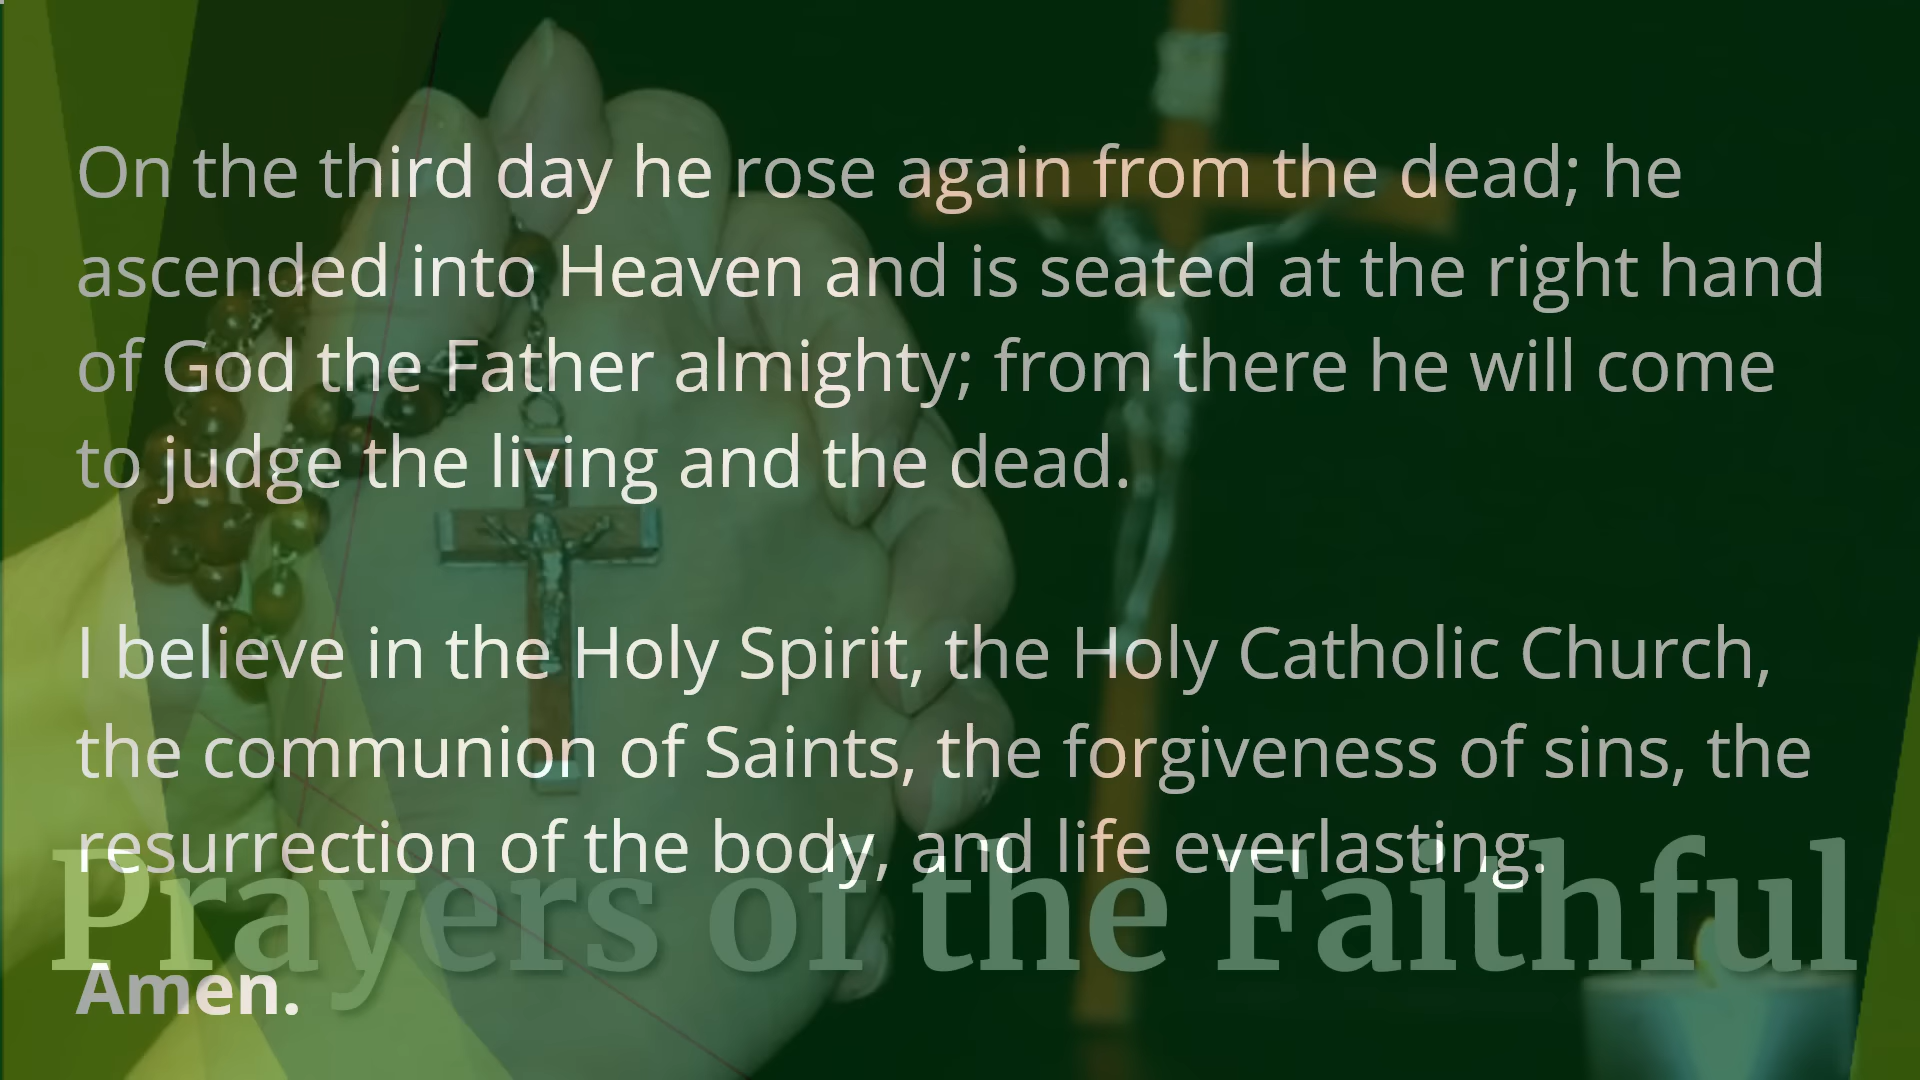 On the third day he rose again from the dead; he
ascended into Heaven and is seated at the right hand
of God the Father almighty; from there he will come
to judge the living and the dead.
I believe in the Holy Spirit, the Holy Catholic Church,
the communion of Saints, the forgiveness of sins, the
resurrection of the body, and life everlasting.
Prayers of the Faithful
Amen.